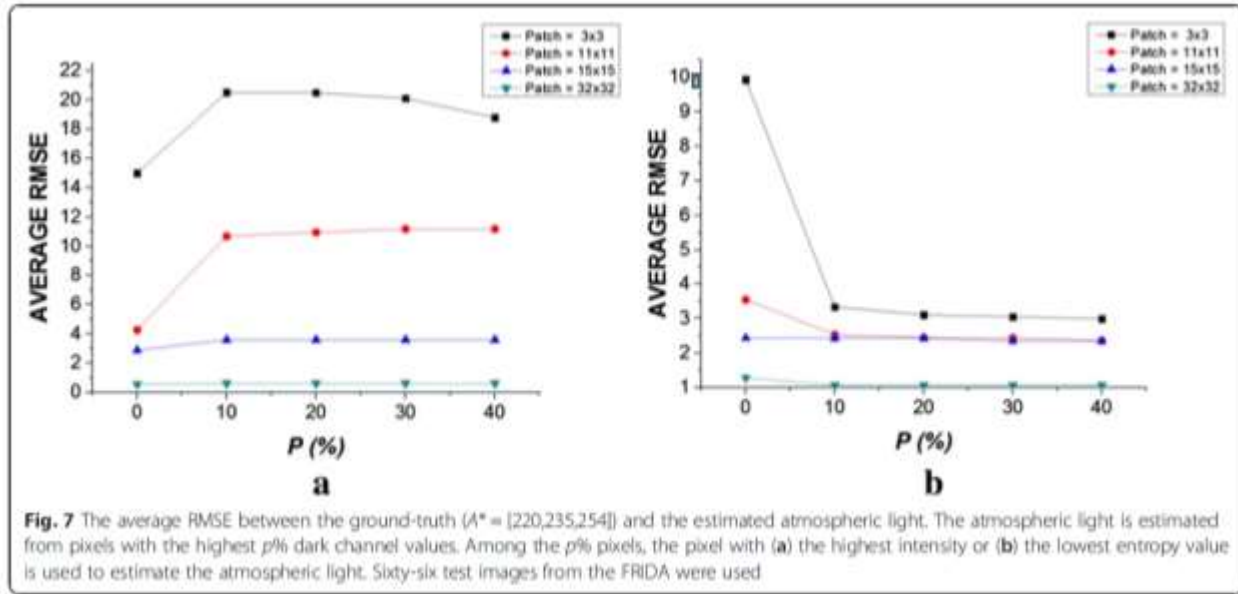 Patch = 3x3
Patch = 11x11
Patch = 15x15
Patch = 32x32
22
20
18
16
14
12
10
8
6
4
2
0
AVERAGE RMSE
0 10 20 30 40
P (%)
a
Patch = 3x3
Patch = 11x11
Patch = 15x15
Patch = 32x32
10
9
8
7
6
5
4
3
2
1
AVERAGE RMSE
0 10 20 30 40
P (%)
b
Fig. 7 The average RMSE between the ground-truth (A* = [220,235,254]) and the estimated atmospheric light. The atmospheric light is estimated
from pixels with the highest p% dark channel values. Among the p% pixels, the pixel with (a) the highest intensity or (b) the lowest entropy value
is used to estimate the atmospheric light. Sixty-six test images from the FRIDA were used